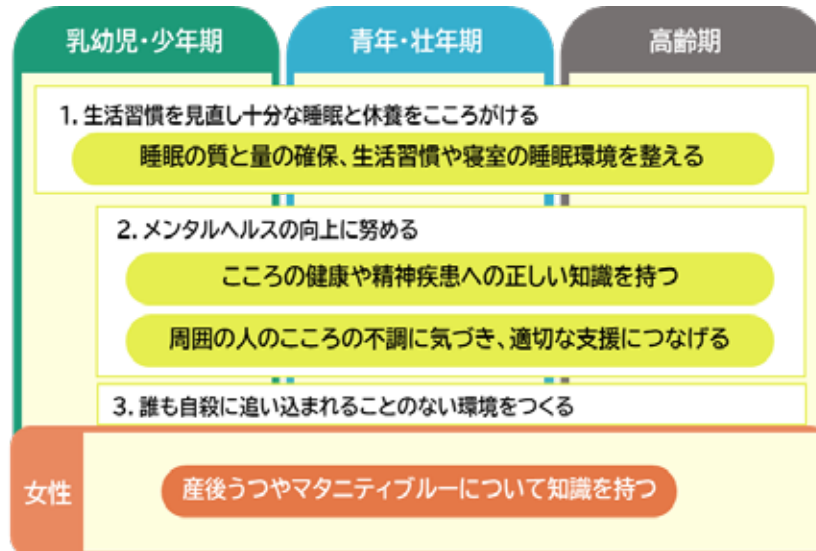 乳幼児・少年期
青年・壮年期
高齢期
1. 生活習慣を見直し十分な睡眠と休養をこころがける
睡眠の質と量の確保、生活習慣や寝室の睡眠環境を整える
2. メンタルヘルスの向上に努める
こころの健康や精神疾患への正しい知識を持つ
周囲の人のこころの不調に気づき、適切な支援につなげる
3. 誰も自殺に追い込まれることのない環境をつくる
女性
産後うつやマタニティブルーについて知識を持つ